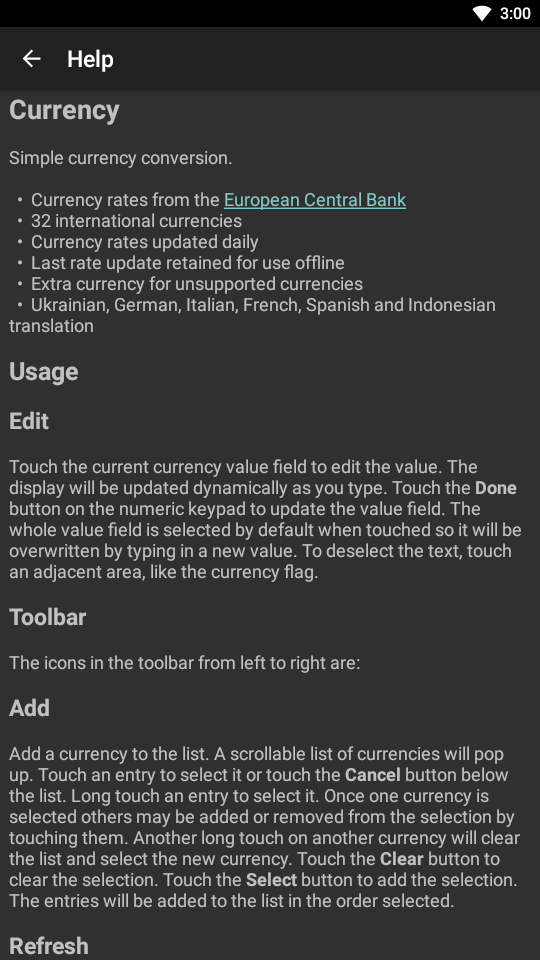 3:00
Help
Currency
Simple currency conversion.
• Currency rates from the European Central Bank
• 32 international currencies
• Currency rates updated daily
• Last rate update retained for use offline
• Extra currency for unsupported currencies
• Ukrainian, German, Italian, French, Spanish and Indonesian
translation
Usage
Edit
Touch the current currency value field to edit the value. The
display will be updated dynamically as you type. Touch the Done
button on the numeric keypad to update the value field. The
whole value field is selected by default when touched so it will be
overwritten by typing in a new value. To deselect the text, touch
an adjacent area, like the currency flag.
Toolbar
The icons in the toolbar from left to right are:
Add
Add a currency to the list. A scrollable list of currencies will pop
up. Touch an entry to select it or touch the Cancel button below
the list. Long touch an entry to select it. Once one currency is
selected others may be added or removed from the selection by
touching them. Another long touch on another currency will clear
the list and select the new currency. Touch the Clear button to
clear the selection. Touch the Select button to add the selection.
The entries will be added to the list in the order selected.
Refresh